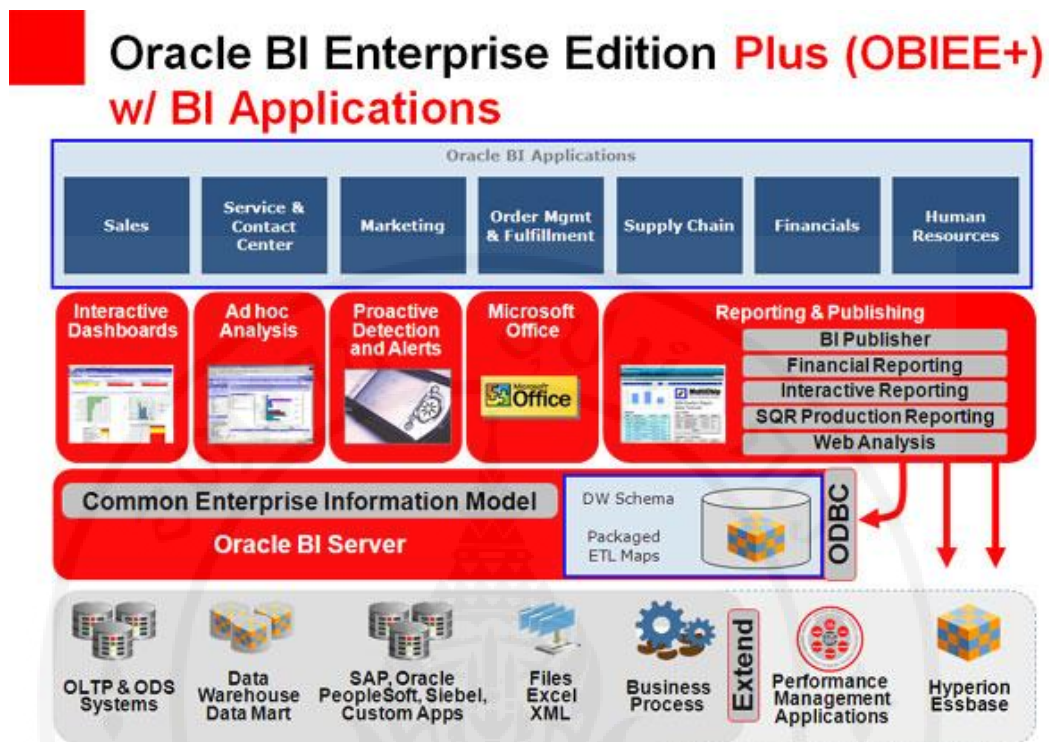 Oracle BI Enterprise Edition Plus (OBIEE+)
w/ BI Applications
Oracle BI Applications
Sales
Service &
Contact
Center
Marketing
Order Mgmt
& Fulfillment
Supply Chain
Financials
Human
Resources
Interactive
Dashboards
Ad hoc
Analysis
Proactive
Detection
and Alerts
Microsoft
Office
Microsoft
Office
Reporting & Publishing
BI Publisher
Financial Reporting
Interactive Reporting
SQR Production Reporting
Web Analysis
Common Enterprise Information Model
Oracle BI Server
DW Schema
Packaged
ETL Maps
ODBC
OLTP & ODS
Systems
Data
Warehouse
Data Mart
SAP, Oracle
PeopleSoft, Siebel,
Custom Apps
Files
Excel
XML
Business
Process
Extend
Performance
Management
Applications
Hyperion
Essbase